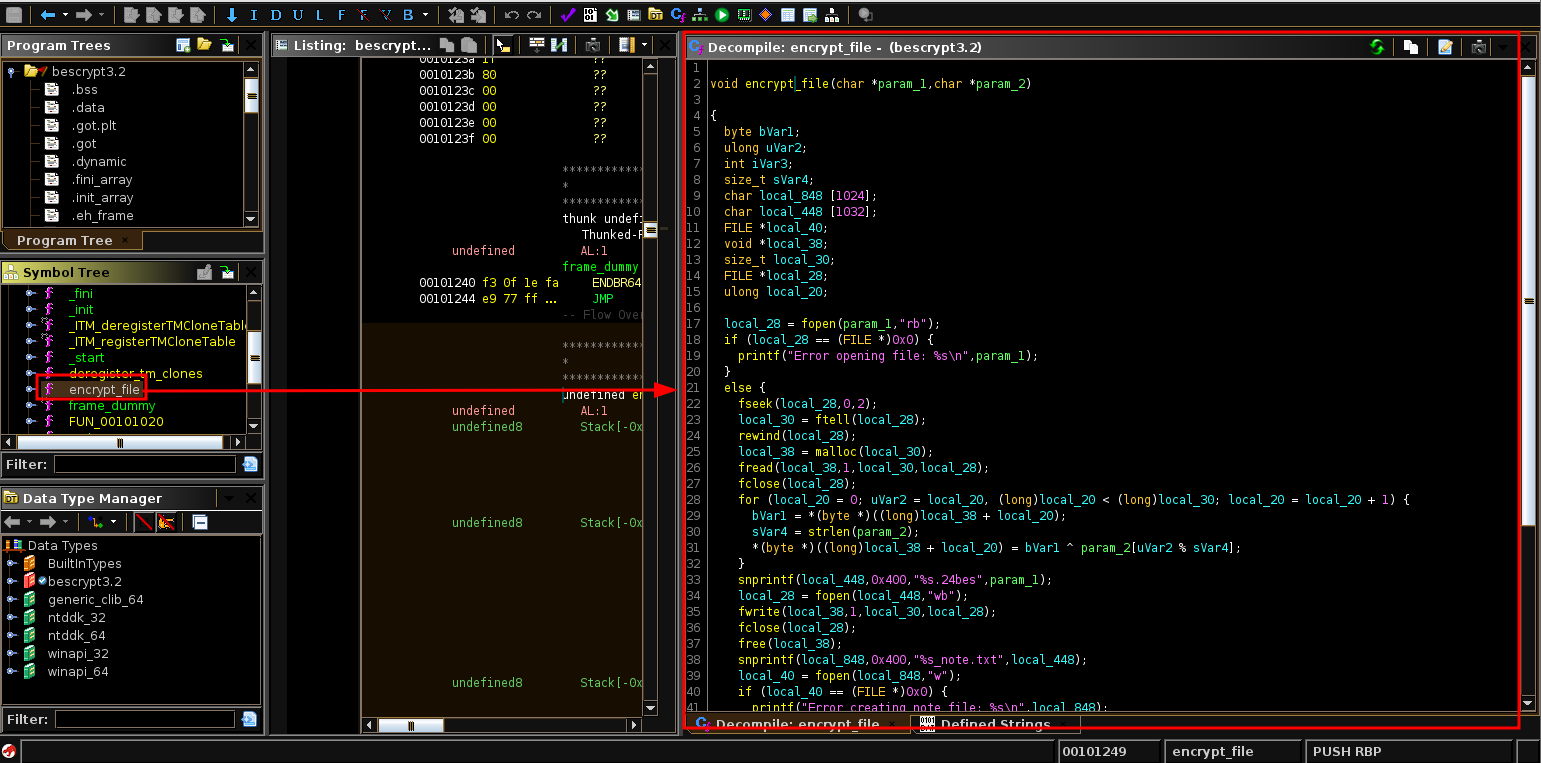 I D U L F Y V B
Program Trees
bescrypt3.2
.bss
.data
.got.plt
.got
.dynamic
.fini_array
.init_array
.eh_frame
Program Tree ×
Symbol Tree
_fini
_init
_ITM_deregisterTMCloneTabl
_ITM_registerTMCloneTable
_start
deregister_tm_clones
encrypt_file
frame_dummy
FUN_00101020
Filter:
Data Type Manager
Data Types
BuiltInTypes
bescrypt3.2
generic_clib_64
ntddk_32
ntddk_64
winapi_32
winapi_64
Filter:
Listing: bescrypt...
0010123a 1f
0010123b 80 ??
0010123c 00 ??
0010123d 00 ??
0010123e 00 ??
0010123f 00 ??
************
*
************
thunk undef
Thunked-F
undefined AL:1
frame_dummy
00101240 f3 0f 1e fa ENDBR64
00101244 e9 77 ff ... JMP
-- Flow Over
************
*
************
undefined en
undefined AL:1
undefined8 Stack[-0x
undefined8 Stack[-0x
undefined8 Stack[-0x
Decompile: encrypt_file - (bescrypt3.2)
1
2 void encrypt_file(char *param_1,char *param_2)
3
4 {
5 byte bVar1;
6 ulong uVar2;
7 int iVar3;
8 size_t sVar4;
9 char local_848 [1024];
10 char local_448 [1032];
11 FILE *local_40;
12 void *local_38;
13 size_t local_30;
14 FILE *local_28;
15 ulong local_20;
16
17 local_28 = fopen(param_1,"rb");
18 if (local_28 == (FILE *)0x0) {
19 printf("Error opening file: %s\n",param_1);
20 }
21 else {
22 fseek(local_28,0,2);
23 local_30 = ftell(local_28);
24 rewind(local_28);
25 local_38 = malloc(local_30);
26 fread(local_38,1,local_30,local_28);
27 fclose(local_28);
28 for (local_20 = 0; uVar2 = local_20, (long)local_20 < (long)local_30; local_20 = local_20 + 1) {
29 bVar1 = *(byte *)((long)local_38 + local_20);
30 sVar4 = strlen(param_2);
31 *(byte *)((long)local_38 + local_20) = bVar1 ^ param_2[uVar2 % sVar4];
32 }
33 snprintf(local_448,0x400,"%s.24bes",param_1);
34 local_28 = fopen(local_448,"wb");
35 fwrite(local_38,1,local_30,local_28);
36 fclose(local_28);
37 free(local_38);
38 snprintf(local_848,0x400,"%s_note.txt",local_448);
39 local_40 = fopen(local_848,"w");
40 if (local_40 == (FILE *)0x0) {
41 printf("Error creating note file: %s\n",local_848);
Decompile: encrypt_file × Defined Strings ×
00101249 encrypt_file PUSH RBP